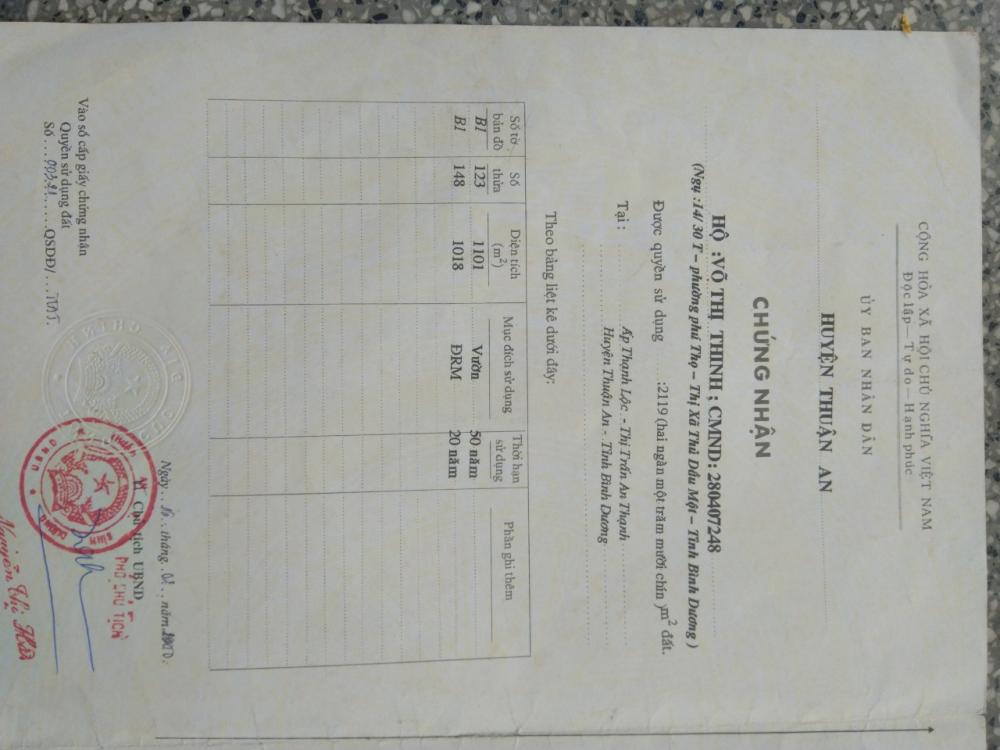 CỘNG HÒA XÃ HỘI CHỦ NGHĨA VIỆT NAM
Độc lập — Tự do — Hạnh phúc
ỦY BAN NHÂN DÂN
HUYỆN THUẬN AN
CHỨNG NHẬN
HỘ :VÕ THỊ THINH ; CMND: 280407248
(Ngụ :14/ 30 T – phường phú Thọ – Thị Xã Thủ Dầu Một – Tỉnh Bình Dương )
Được quyền sử dụng :2119 (hai ngàn một trăm mười chín )m² đất.
Tại : Ấp Thạnh Lộc - Thị Trấn An Thạnh
Huyện Thuận An - Tỉnh Bình Dương
Theo bảng liệt kê dưới đây:
Số tờ bản đồ Số thửa Diện tích (m²) Mục đích sử dụng Thời hạn sử dụng Phần ghi thêm
B1 123 1101 Vườn 50 năm
B1 148 1018 ĐRM 20 năm
Ngày tháng năm
Chủ tịch UBND
PHÓ CHỦ TỊCH
Vào sổ cấp giấy chứng nhận
Quyền sử dụng đất
Số QSDĐ/
Nguyễn Thị